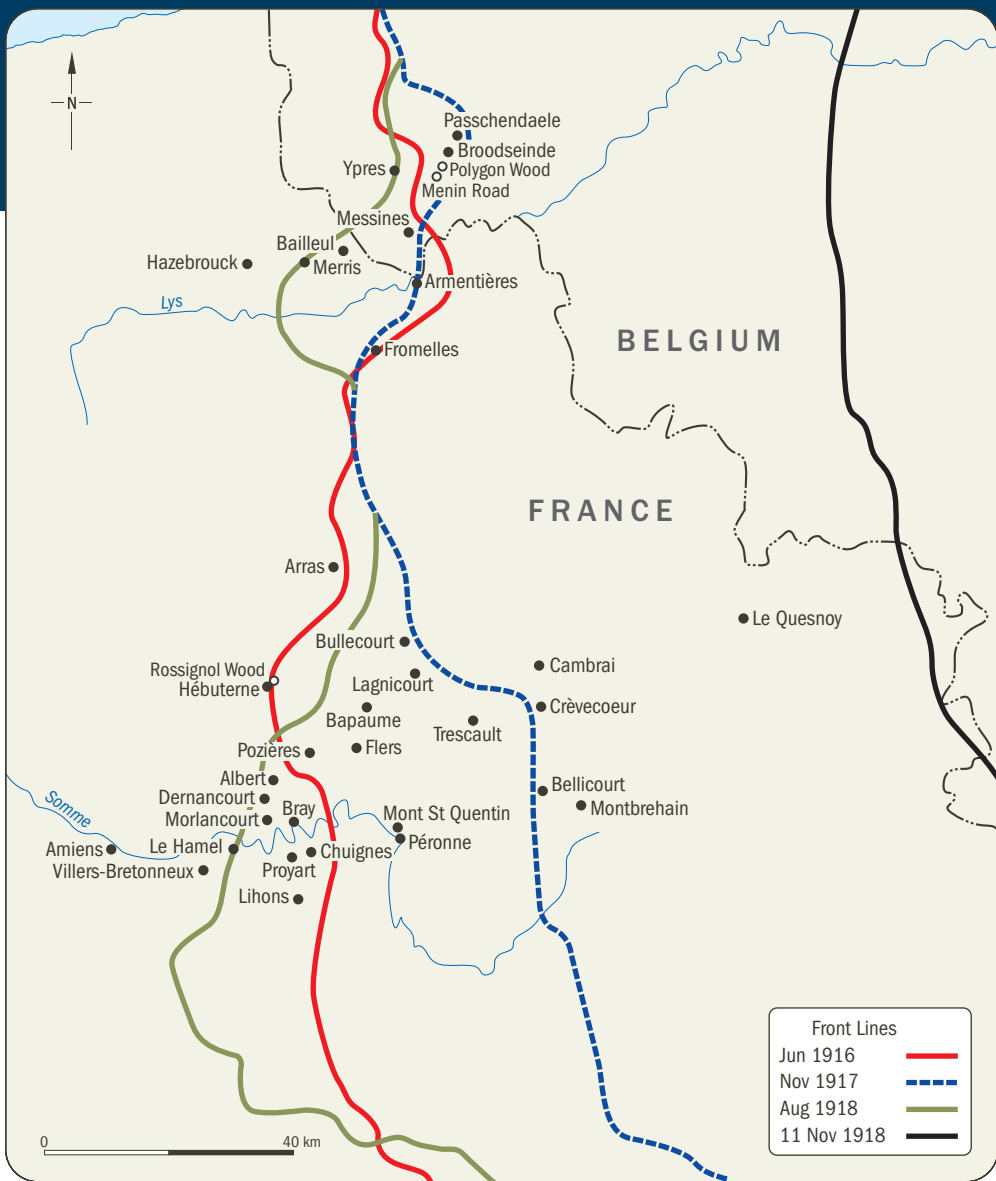 N
Passchendaele
Broodseinde
Ypres
Polygon Wood
Menin Road
Messines
Bailleul
Hazebrouck
Merris
Armentières
Lys
BELGIUM
Fromelles
FRANCE
Arras
Le Quesnoy
Bullecourt
Rossignol Wood
Cambrai
Hébuterne
Lagnicourt
Crèvecoeur
Bapaume
Trescault
Pozières
Flers
Albert
Bellicourt
Dernancourt
Bray
Montbrehain
Somme
Morlancourt
Mont St Quentin
Péronne
Amiens
Le Hamel
Chuignes
Villers-Bretonneux
Proyart
Lihons
Front Lines
Jun 1916
Nov 1917
Aug 1918
11 Nov 1918
0 40 km